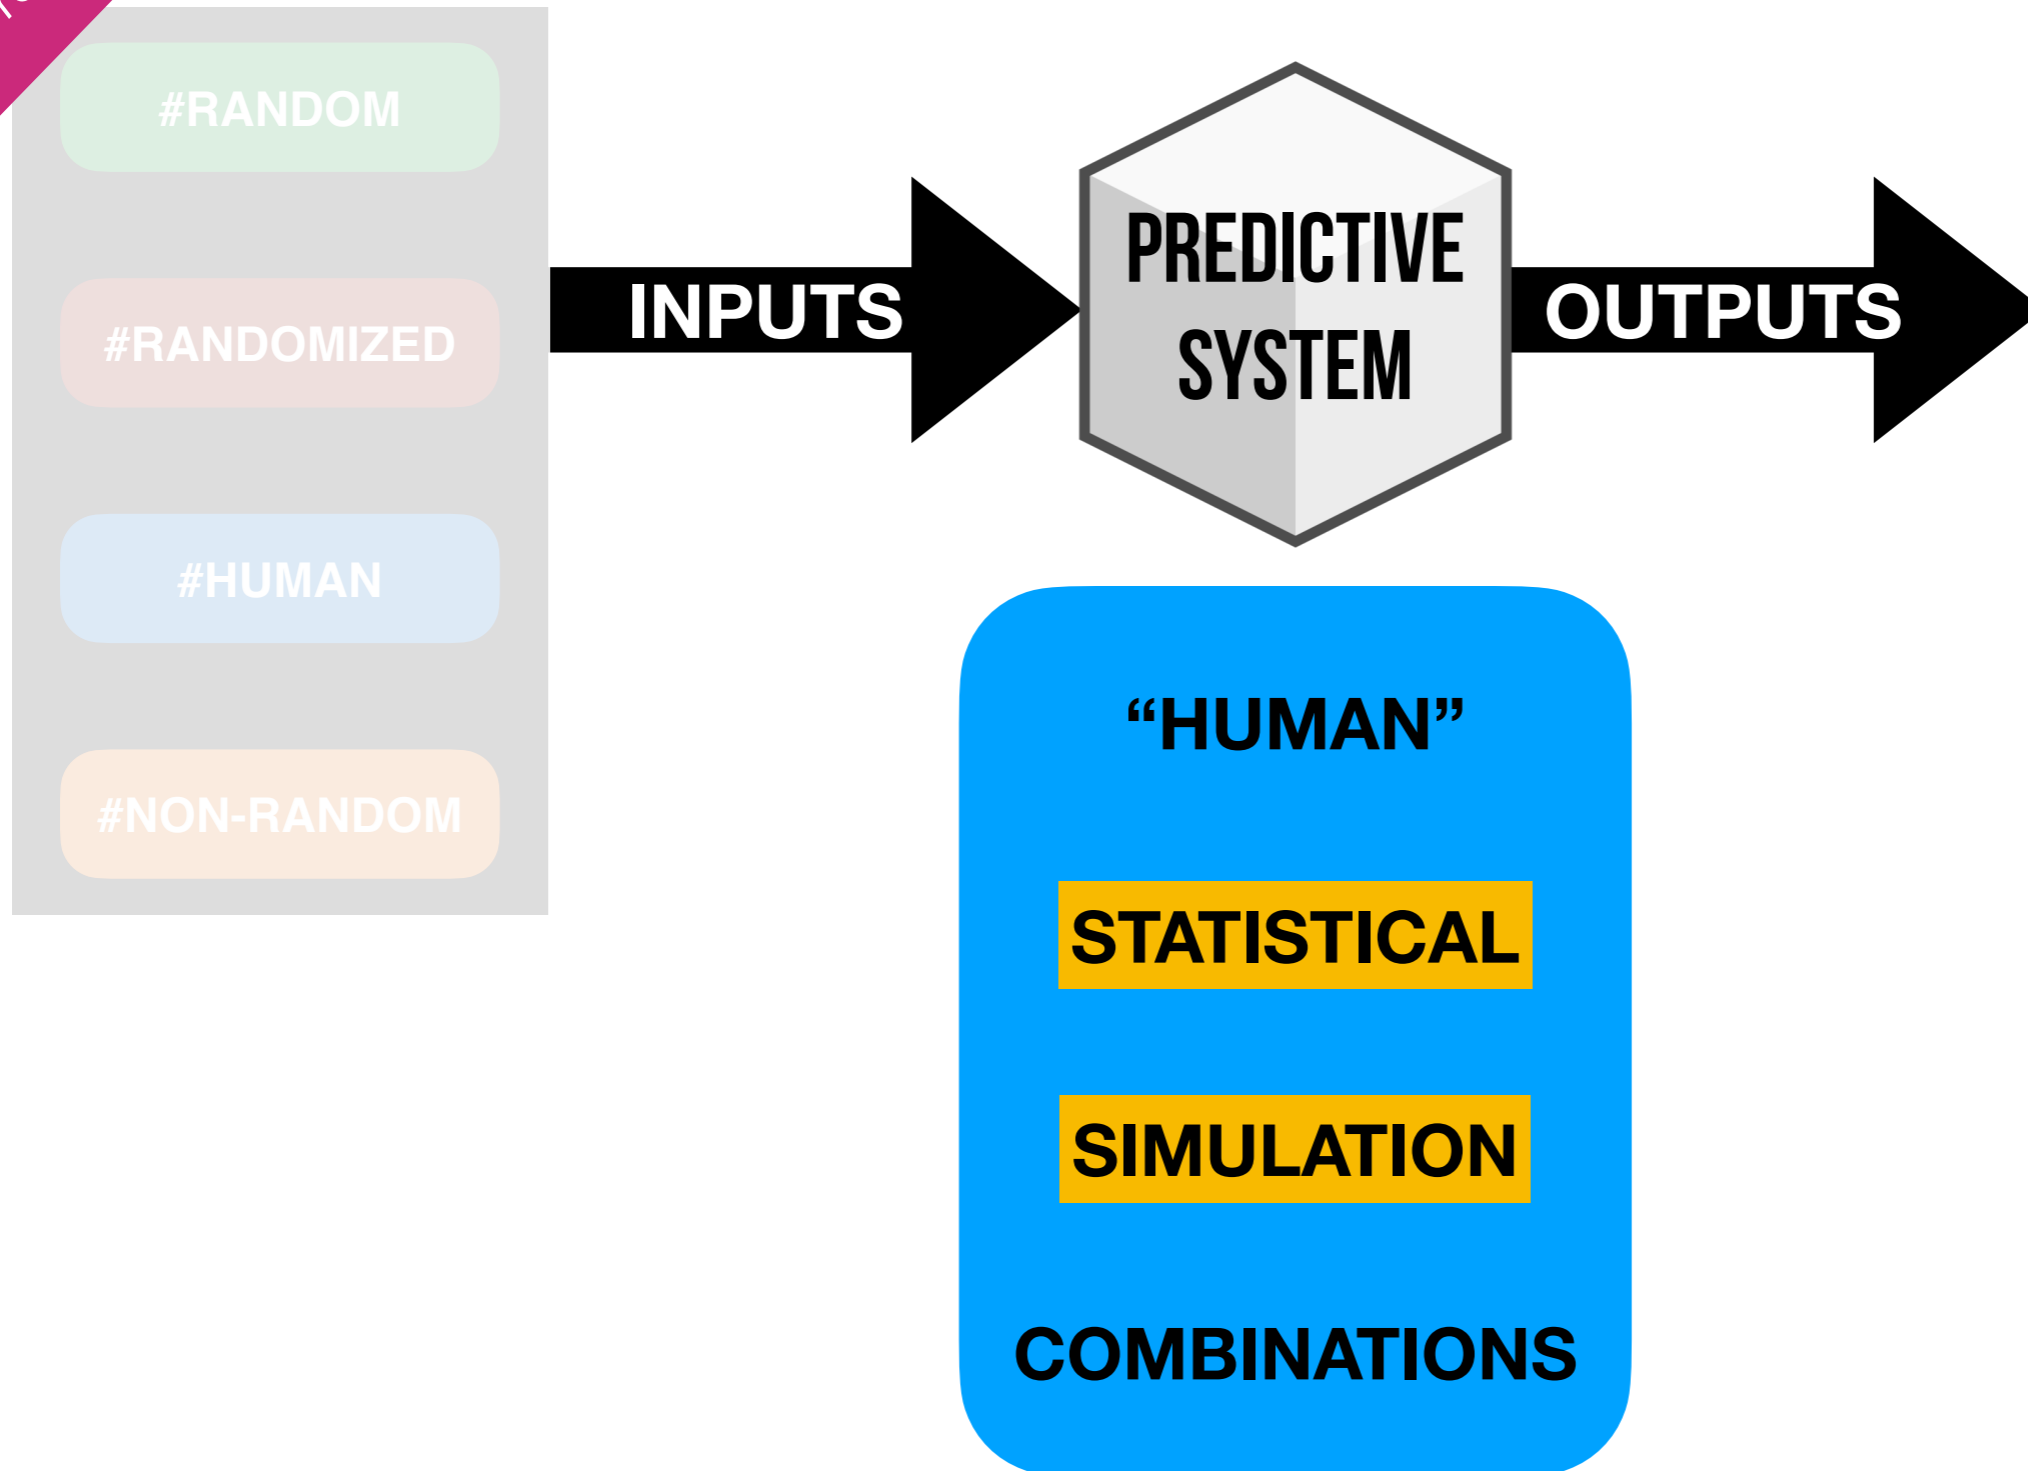 #RANDOM
#RANDOMIZED
#HUMAN
#NON-RANDOM
INPUTS
PREDICTIVE
SYSTEM
OUTPUTS
“HUMAN”
STATISTICAL
SIMULATION
COMBINATIONS